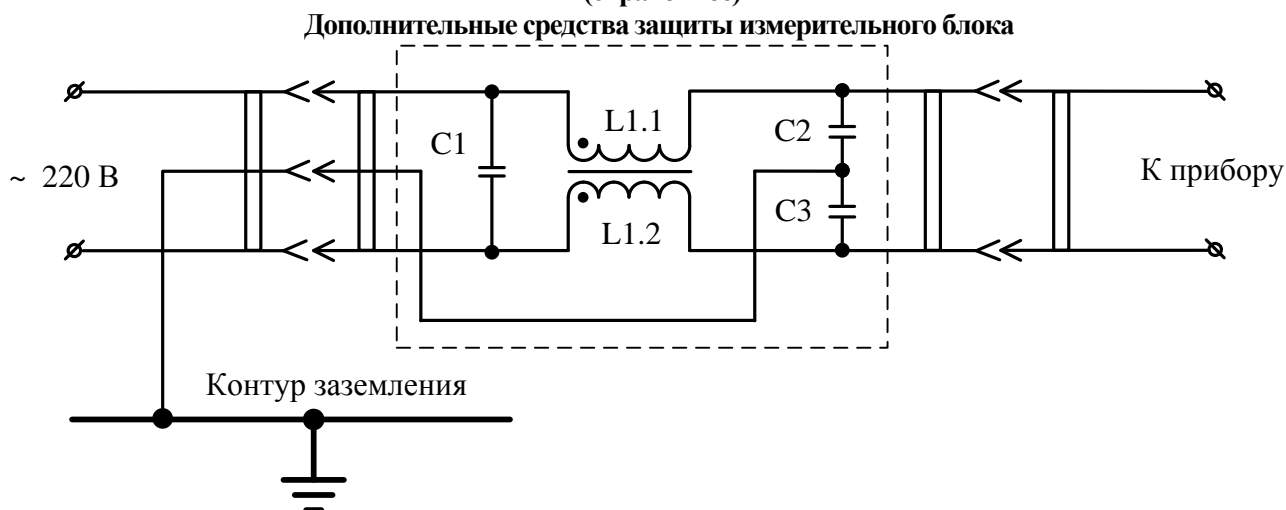 Дополнительные средства защиты измерительного блока
L1.1
C1
C2
~ 220 В
К прибору
C3
L1.2
Контур заземления